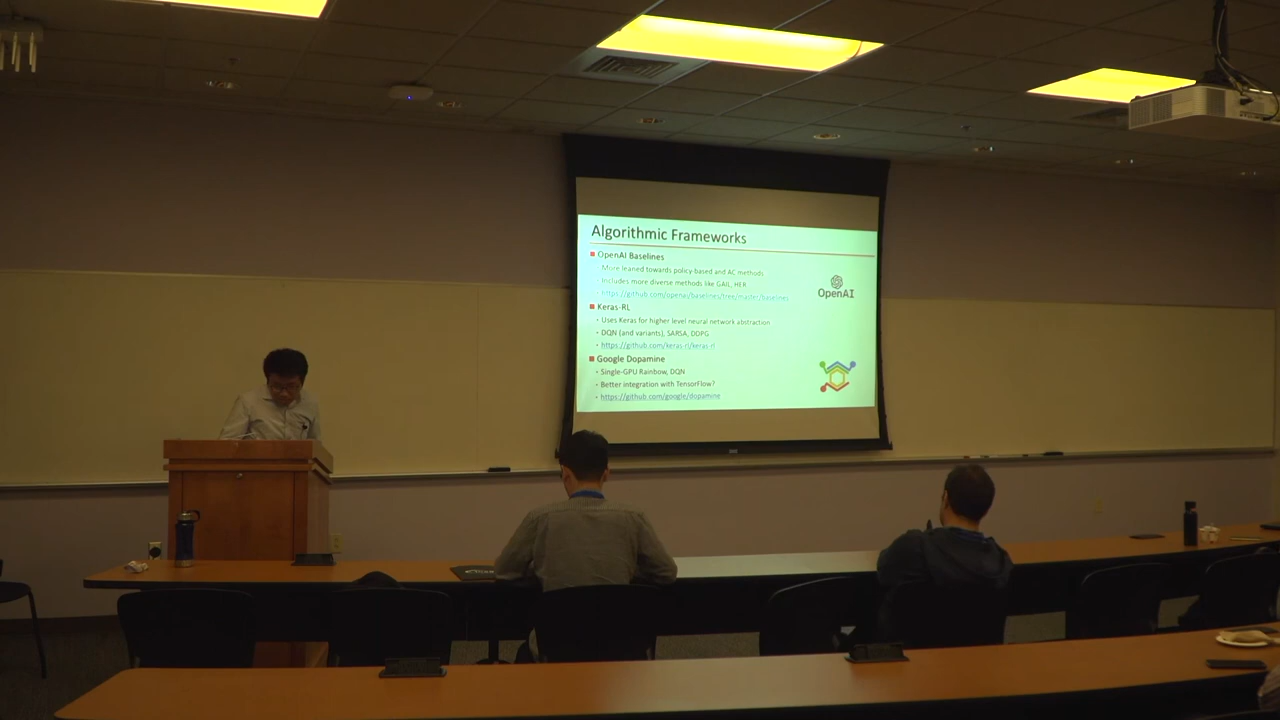 Algorithmic Frameworks
OpenAI Baselines
More leaned towards policy-based and AC methods
Includes more diverse methods like GAIL, HER
https://github.com/openai/baselines/tree/master/baselines
OpenAI
Keras-RL
Uses Keras for higher level neural network abstraction
DQN (and variants), SARSA, DDPG
https://github.com/keras-rl/keras-rl
Google Dopamine
Single-GPU Rainbow, DQN
Better integration with TensorFlow?
https://github.com/google/dopamine